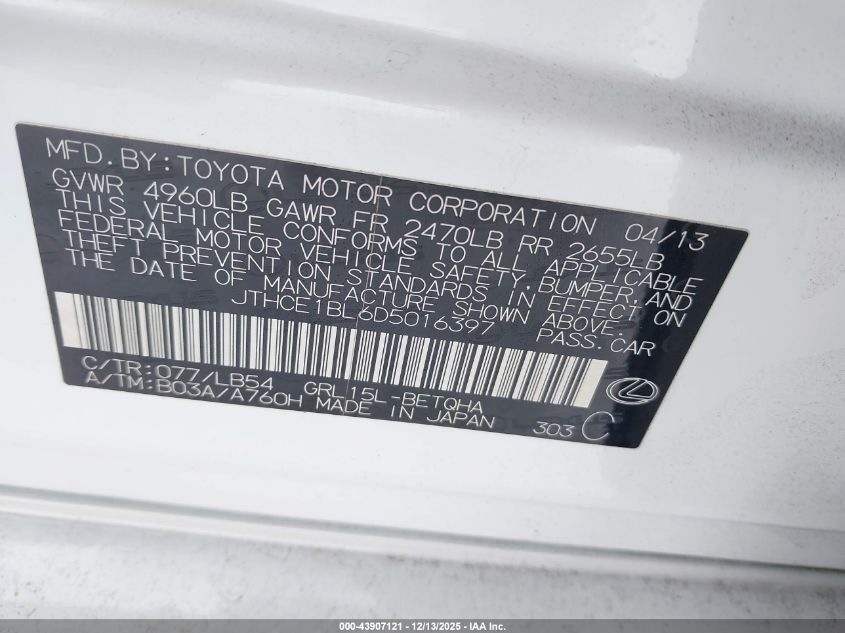 MFD. BY: TOYOTA MOTOR CORPORATION 04/13
GVWR 4960LB GAWR FR 2470LB RR 2655LB
THIS VEHICLE CONFORMS TO ALL APPLICABLE
FEDERAL MOTOR VEHICLE SAFETY, BUMPER, AND
THEFT PREVENTION STANDARDS IN EFFECT ON
THE DATE OF MANUFACTURE SHOWN ABOVE.
JTHCE1BL6D5016397 PASS. CAR
C/TR: 077/LB54 GRL15L-BETQHA
A/TM: B03A/A760H MADE IN JAPAN 303 C
000-43907121 - 12/13/2025 - IAA Inc.